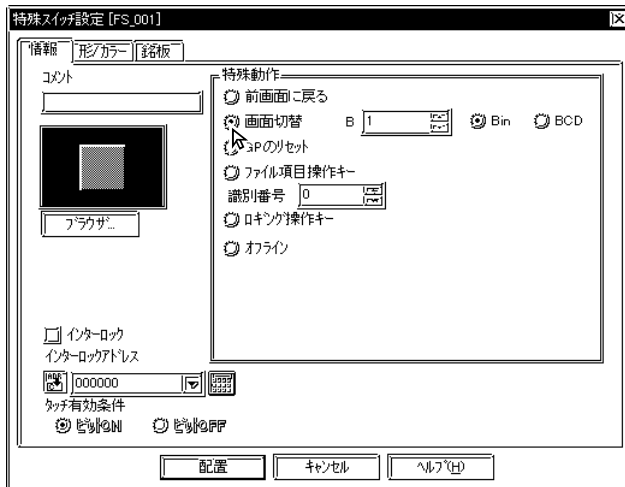 特殊スイッチ設定 [FS_001]
情報 形/カラー 銘板
コメント
特殊動作
前画面に戻る
画面切替 B 1 Bin BCD
GPのリセット
ファイル項目操作キー
識別番号 0
ロギング操作キー
オフライン
ブラウザ...
インターロック
インターロックアドレス
000000
タッチ有効条件
ビットON ビットOFF
配置 キャンセル ヘルプ(H)